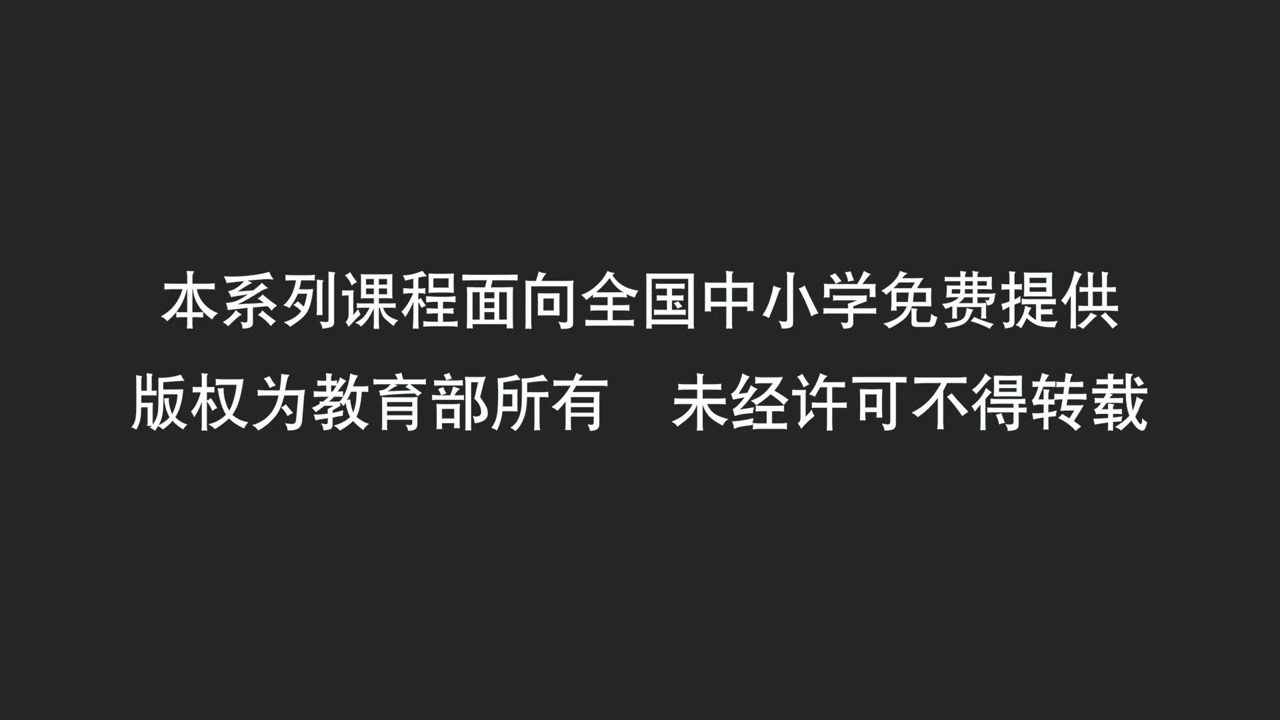 本系列课程面向全国中小学免费提供
版权为教育部所有　未经许可不得转载